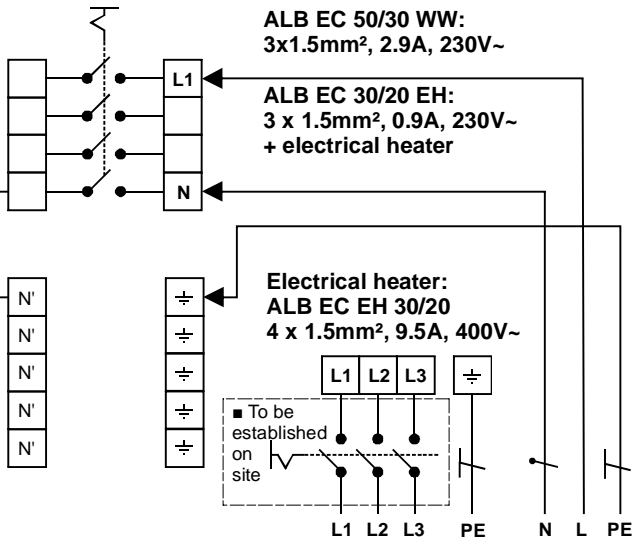 ALB EC 50/30 WW:
3x1.5mm², 2.9A, 230V~
L1
ALB EC 30/20 EH:
3 x 1.5mm², 0.9A, 230V~
+ electrical heater
N
Electrical heater:
ALB EC EH 30/20
4 x 1.5mm², 9.5A, 400V~
N'
N'
N'
N'
N'
L1 L2 L3
■ To be
established
on
site
L1 L2 L3 PE N L PE